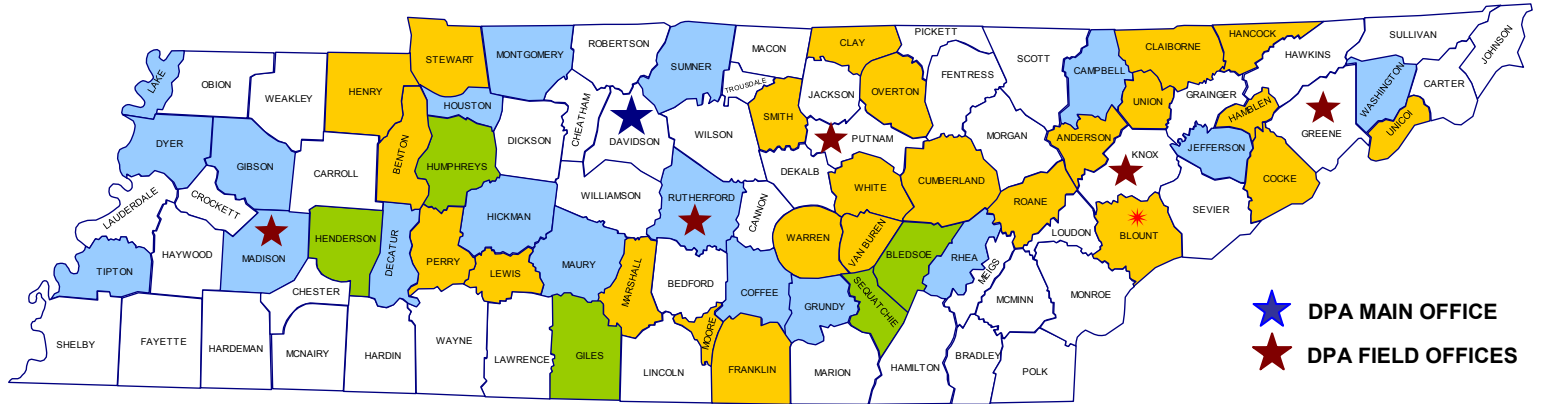 LAKE
OBION
WEAKLEY
HENRY
STEWART
MONTGOMERY
ROBERTSON
SUMNER
MACON
CLAY
PICKETT
SCOTT
CAMPBELL
CLAIBORNE
HANCOCK
HAWKINS
SULLIVAN
JOHNSON
DYER
GIBSON
CARROLL
BENTON
HOUSTON
HUMPHREYS
DICKSON
CHEATHAM
DAVIDSON
WILSON
TROUSDALE
SMITH
JACKSON
OVERTON
FENTRESS
MORGAN
ANDERSON
UNION
GRAINGER
HAMBLEN
GREENE
WASHINGTON
CARTER
UNICOI
LAUDERDALE
CROCKETT
HAYWOOD
MADISON
HENDERSON
DECATUR
PERRY
HICKMAN
WILLIAMSON
RUTHERFORD
CANNON
DEKALB
PUTNAM
WHITE
CUMBERLAND
ROANE
KNOX
JEFFERSON
COCKE
SEVIER
BLOUNT
LOUDON
TIPTON
CHESTER
LEWIS
MAURY
MARSHALL
BEDFORD
COFFEE
WARREN
VAN BUREN
BLEDSOE
RHEA
MEIGS
MCMINN
MONROE
SHELBY
FAYETTE
HARDEMAN
MCNAIRY
HARDIN
WAYNE
LAWRENCE
GILES
LINCOLN
MOORE
FRANKLIN
GRUNDY
SEQUATCHIE
MARION
HAMILTON
BRADLEY
POLK
DPA MAIN OFFICE
DPA FIELD OFFICES